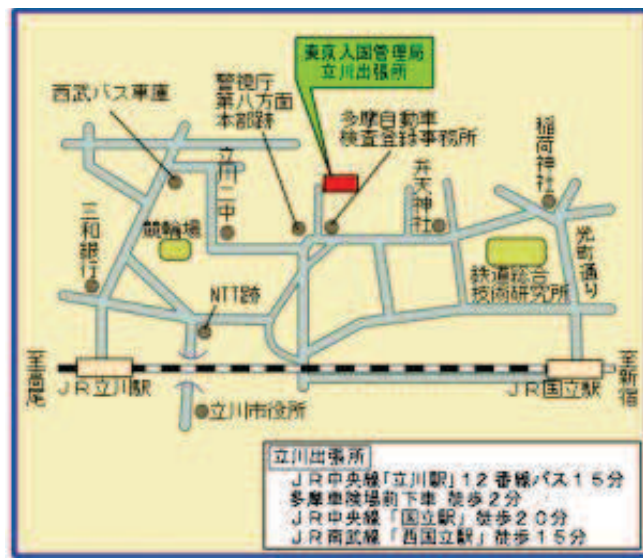 東京入国管理局
立川出張所
西武バス車庫
警視庁
第八方面
本部跡
多摩自動車
検査登録事務所
稲荷神社
立川二中
弁天神社
競輪場
三和銀行
光町通り
鉄道総合
技術研究所
NTT跡
至高尾
至新宿
JR立川駅
JR国立駅
立川市役所
立川出張所
JR中央線「立川駅」12番線バス15分
多摩車検場前下車 徒歩2分
JR中央線「国立駅」徒歩20分
JR南武線「西国立駅」徒歩15分